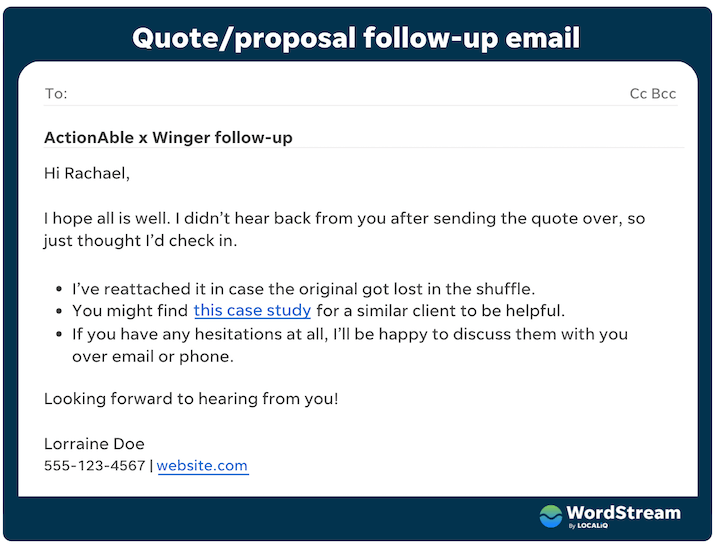 Quote/proposal follow-up email
To:
Cc Bcc
ActionAble x Winger follow-up
Hi Rachael,
I hope all is well. I didn’t hear back from you after sending the quote over, so
just thought I’d check in.
• I’ve reattached it in case the original got lost in the shuffle.
• You might find this case study for a similar client to be helpful.
• If you have any hesitations at all, I’ll be happy to discuss them with you
over email or phone.
Looking forward to hearing from you!
Lorraine Doe
555-123-4567 | website.com
WordStream
By LOCALiQ